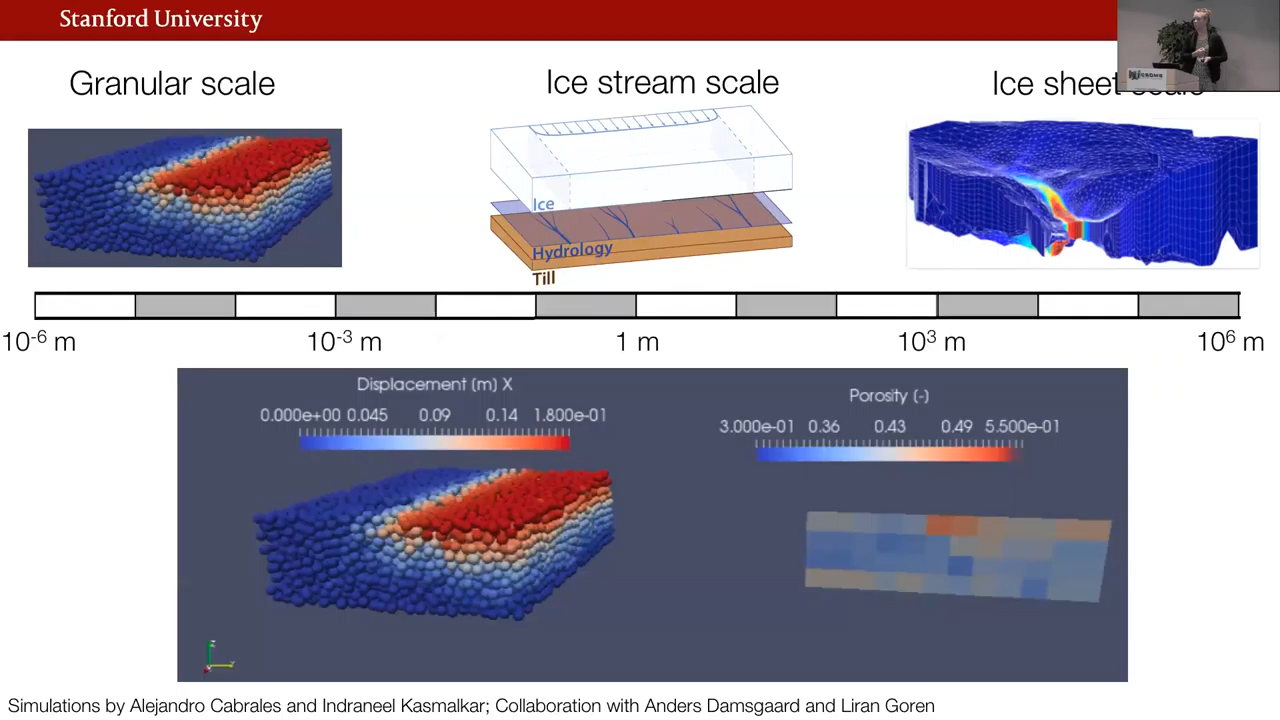 Stanford University
Granular scale
Ice stream scale
Ice sheet scale
CSDMS
Ice
Hydrology
Till
10-6 m
10-3 m
1 m
103 m
106 m
Displacement (m) X
0.000e+00 0.045 0.09 0.14 1.800e-01
Porosity (-)
3.000e-01 0.36 0.43 0.49 5.500e-01
Simulations by Alejandro Cabrales and Indraneel Kasmalkar; Collaboration with Anders Damsgaard and Liran Goren